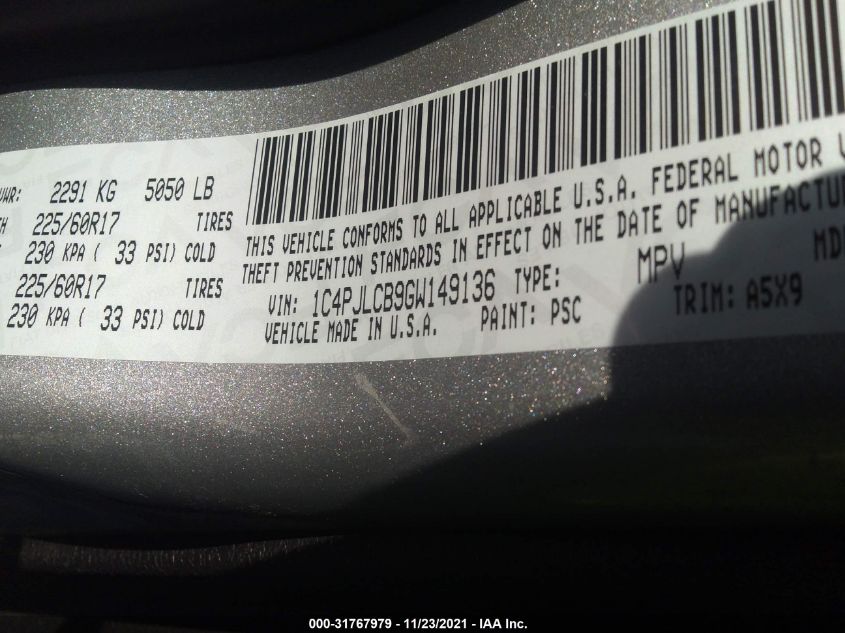 VWR: 2291 KG 5050 LB
225/60R17 TIRES
230 KPA ( 33 PSI) COLD
225/60R17 TIRES
230 KPA ( 33 PSI) COLD
THIS VEHICLE CONFORMS TO ALL APPLICABLE U.S.A. FEDERAL MOTOR
THEFT PREVENTION STANDARDS IN EFFECT ON THE DATE OF MANUFACTU
VIN: 1C4PJLCB9GW149136 TYPE: MPV MD
VEHICLE MADE IN U.S.A. PAINT: PSC TRIM: A5X9
000-31767979 - 11/23/2021 - IAA Inc.